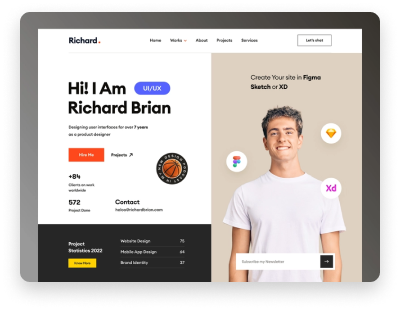 Richard.
Home Works About Projects Services
Let's chat
Hi! I Am UI/UX
Richard Brian
Designing user interfaces for over 7 years
as a product designer
Hire Me Projects
+84
Clients on work
worldwide
572
Project Done
Contact
hello@richardbrian.com
Project
Statistics 2022
Know More
Website Design 75
Mobile App Design 64
Brand Identity 37
Create Your site in Figma
Sketch or XD
Xd
Subscribe my Newsletter